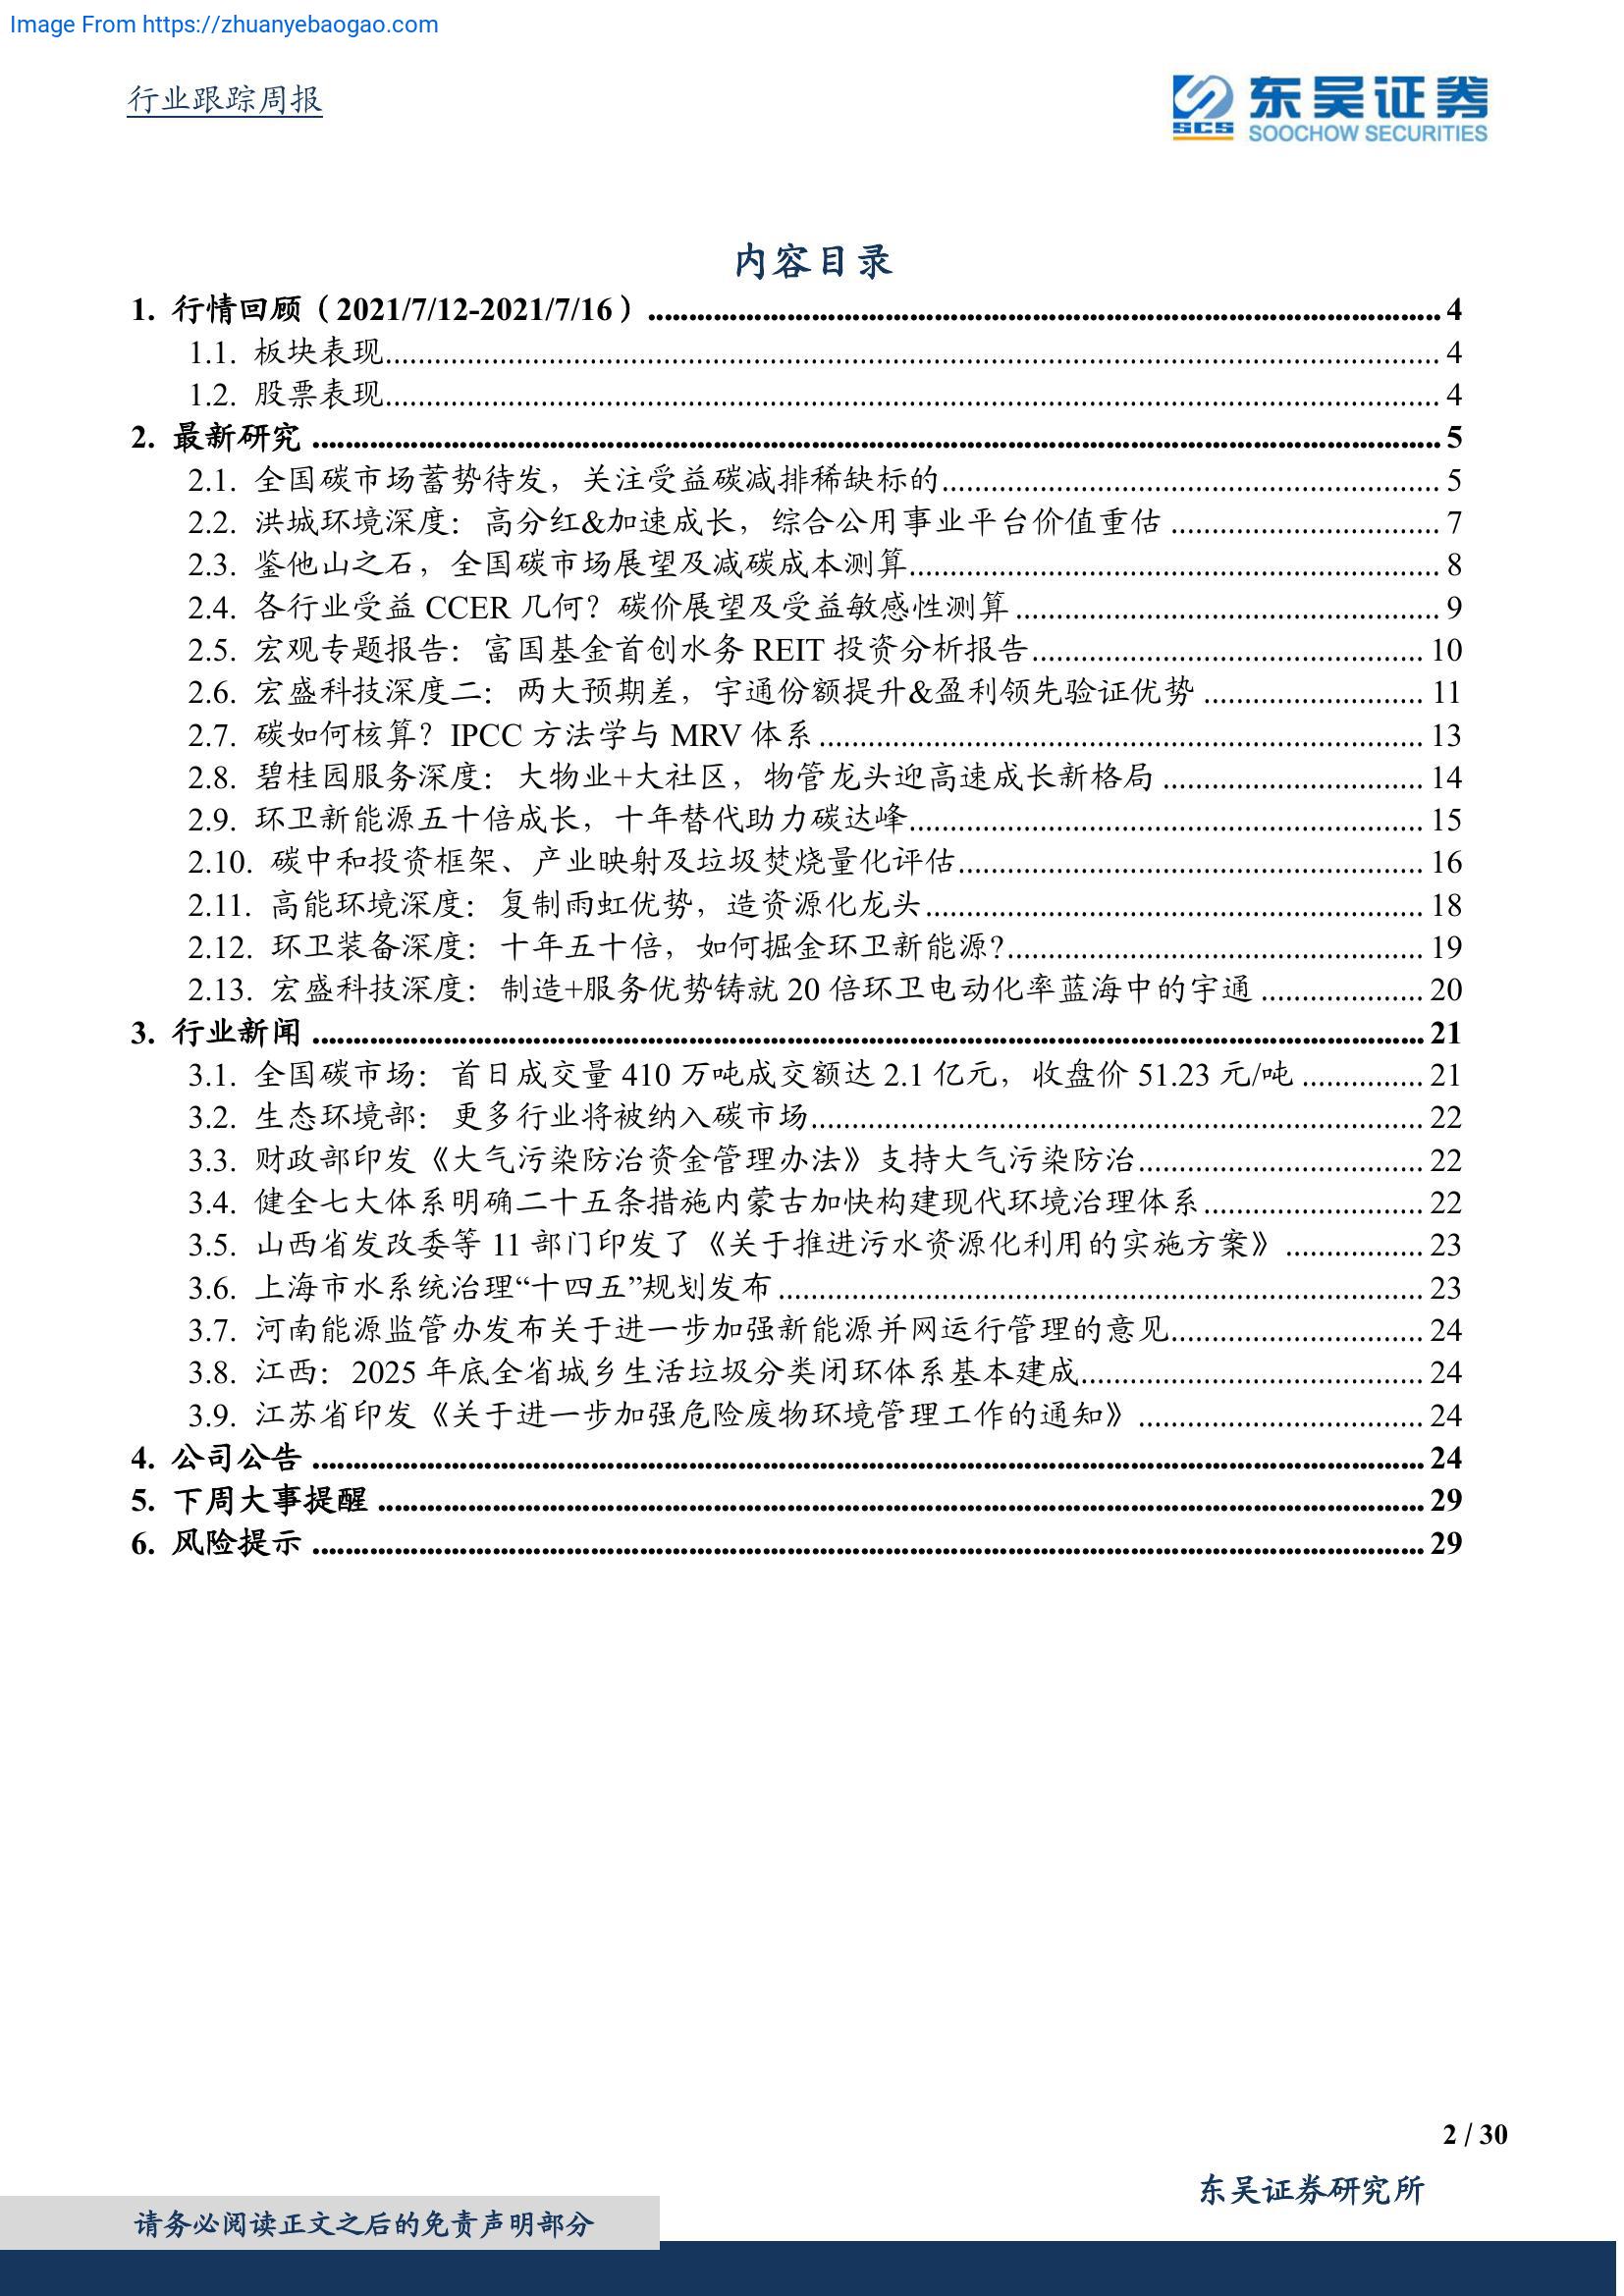 Image From https://zhuanyebaogao.com
行业跟踪周报
东吴证券
SCS
SOOCHOW SECURITIES
内容目录
1. 行情回顾（2021/7/12-2021/7/16）........ 4
1.1. 板块表现........ 4
1.2. 股票表现........ 4
2. 最新研究 ........ 5
2.1. 全国碳市场蓄势待发，关注受益碳减排稀缺标的........ 5
2.2. 洪城环境深度：高分红&加速成长，综合公用事业平台价值重估 ........ 7
2.3. 鉴他山之石，全国碳市场展望及减碳成本测算........ 8
2.4. 各行业受益 CCER 几何？碳价展望及受益敏感性测算........ 9
2.5. 宏观专题报告：富国基金首创水务 REIT 投资分析报告........ 10
2.6. 宏盛科技深度二：两大预期差，宇通份额提升&盈利领先验证优势 ........ 11
2.7. 碳如何核算？IPCC 方法学与 MRV 体系........ 13
2.8. 碧桂园服务深度：大物业+大社区，物管龙头迎高速成长新格局 ........ 14
2.9. 环卫新能源五十倍成长，十年替代助力碳达峰........ 15
2.10. 碳中和投资框架、产业映射及垃圾焚烧量化评估........ 16
2.11. 高能环境深度：复制雨虹优势，造资源化龙头........ 18
2.12. 环卫装备深度：十年五十倍，如何掘金环卫新能源?........ 19
2.13. 宏盛科技深度：制造+服务优势铸就 20 倍环卫电动化率蓝海中的宇通 ........ 20
3. 行业新闻 ........ 21
3.1. 全国碳市场：首日成交量 410 万吨成交额达 2.1 亿元，收盘价 51.23 元/吨 ........ 21
3.2. 生态环境部：更多行业将被纳入碳市场........ 22
3.3. 财政部印发《大气污染防治资金管理办法》支持大气污染防治........ 22
3.4. 健全七大体系明确二十五条措施内蒙古加快构建现代环境治理体系........ 22
3.5. 山西省发改委等 11 部门印发了《关于推进污水资源化利用的实施方案》 ........ 23
3.6. 上海市水系统治理“十四五”规划发布 ........ 23
3.7. 河南能源监管办发布关于进一步加强新能源并网运行管理的意见........ 24
3.8. 江西：2025 年底全省城乡生活垃圾分类闭环体系基本建成........ 24
3.9. 江苏省印发《关于进一步加强危险废物环境管理工作的通知》 ........ 24
4. 公司公告 ........ 24
5. 下周大事提醒 ........ 29
6. 风险提示 ........ 29
2 / 30
东吴证券研究所
请务必阅读正文之后的免责声明部分